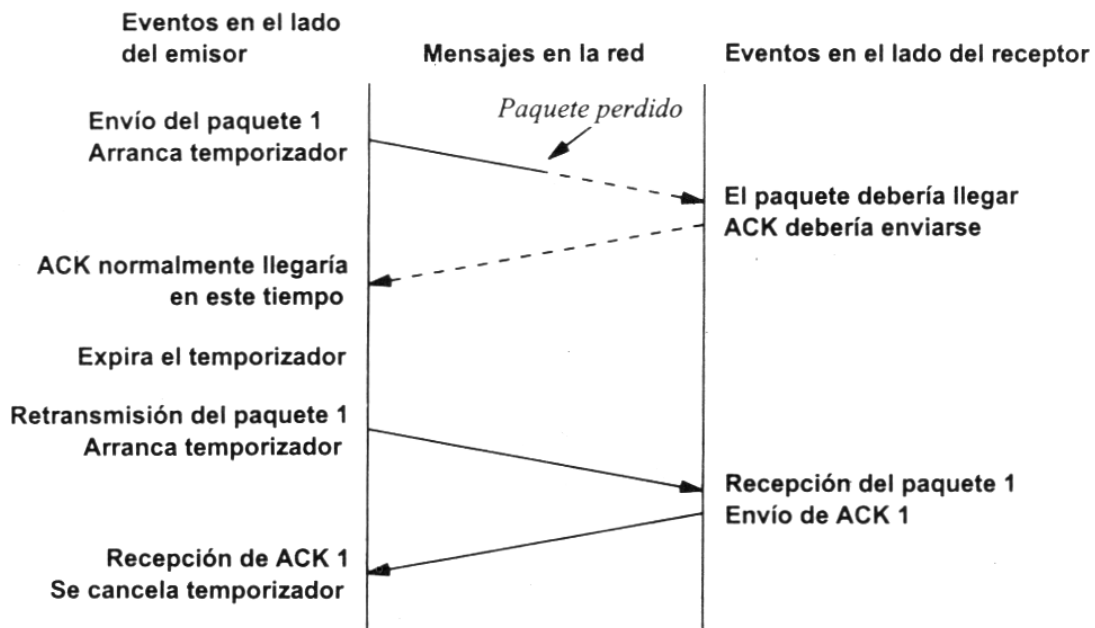 Eventos en el lado
del emisor
Mensajes en la red
Eventos en el lado del receptor
Envío del paquete 1
Arranca temporizador
Paquete perdido
El paquete debería llegar
ACK debería enviarse
ACK normalmente llegaría
en este tiempo
Expira el temporizador
Retransmisión del paquete 1
Arranca temporizador
Recepción del paquete 1
Envío de ACK 1
Recepción de ACK 1
Se cancela temporizador